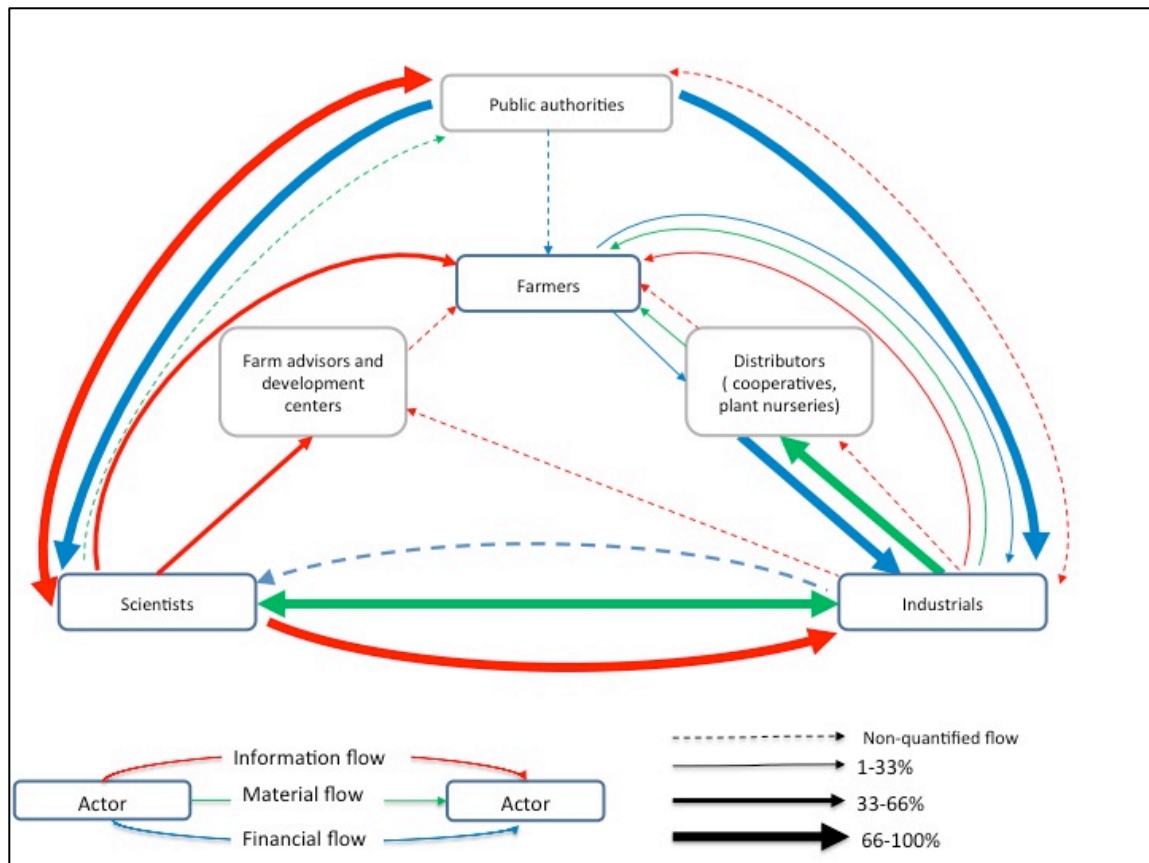 Public authorities
Farmers
Farm advisors and
development
centers
Distributors
( cooperatives,
plant nurseries)
Scientists
Industrials
Information flow
Actor
Material flow
Actor
Financial flow
Non-quantified flow
1-33%
33-66%
66-100%